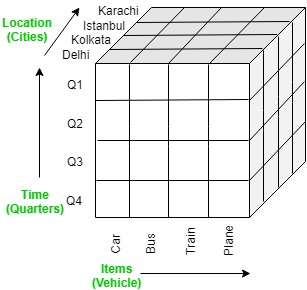 Karachi
Location
(Cities)
Istanbul
Kolkata
Delhi
Q1
Q2
Q3
Time
(Quarters)
Q4
Car
Bus
Train
Plane
Items
(Vehicle)